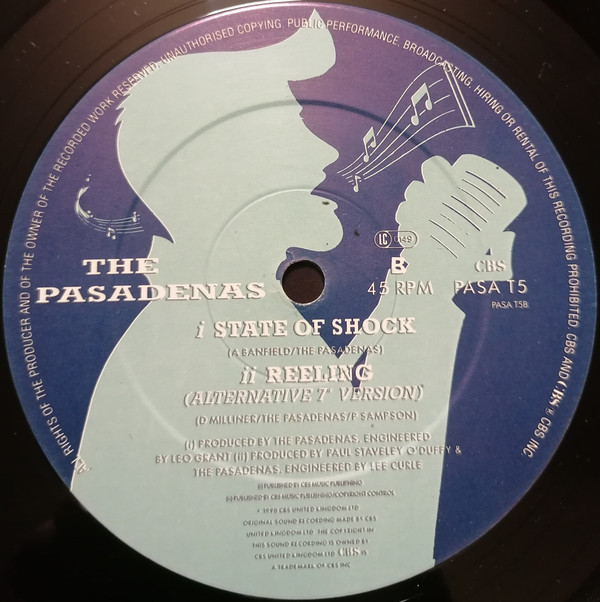 RIGHTS OF THE PRODUCER AND OF THE OWNER OF THE RECORDED WORK RESERVED. UNAUTHORISED COPYING, PUBLIC PERFORMANCE, BROADCASTING, HIRING OR RENTAL OF THIS RECORDING PROHIBITED. CBS AND CBS ® CBS INC
THE
PASADENAS
LC 0149
B CBS
45 RPM PASA T5
PASA T5B
i STATE OF SHOCK
(A BANFIELD/THE PASADENAS)
ii REELING
(ALTERNATIVE 7" VERSION)
(D MILLINER/THE PASADENAS/P SAMPSON)
(i) PRODUCED BY THE PASADENAS, ENGINEERED
BY LEO GRANT (ii) PRODUCED BY PAUL STAVELEY O'DUFFY &
THE PASADENAS, ENGINEERED BY LEE CURLE
(i) PUBLISHED BY CBS MUSIC PUBLISHING
(ii) PUBLISHED BY CBS MUSIC PUBLISHING/COPYRIGHT CONTROL
1990 CBS UNITED KINGDOM LTD
ORIGINAL SOUND RECORDING MADE BY CBS
UNITED KINGDOM LTD THE COPYRIGHT IN
THIS SOUND RECORDING IS OWNED BY
CBS UNITED KINGDOM LTD CBS IS
A TRADEMARK OF CBS INC